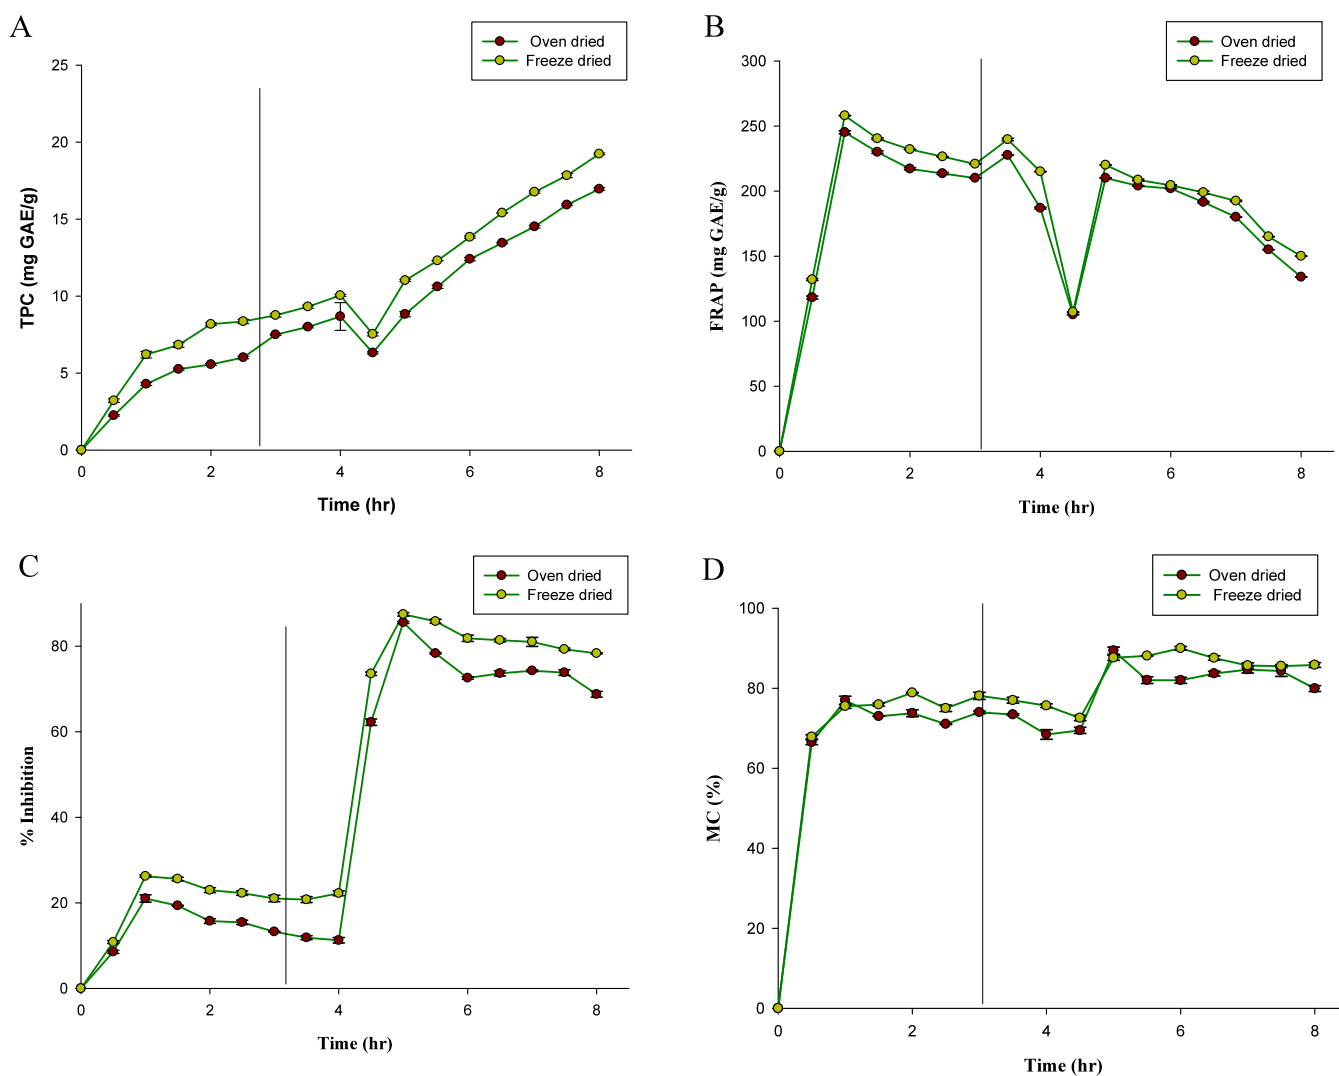 A
Oven dried
Freeze dried
25
20
15
10
5
0
TPC (mg GAE/g)
0 2 4 6 8
Time (hr)
B
Oven dried
Freeze dried
300
250
200
150
100
50
0
FRAP (mg GAE/g)
0 2 4 6 8
Time (hr)
C
Oven dried
Freeze dried
80
60
40
20
0
% Inhibition
0 2 4 6 8
Time (hr)
D
Oven dried
Freeze dried
100
80
60
40
20
0
MC (%)
0 2 4 6 8
Time (hr)